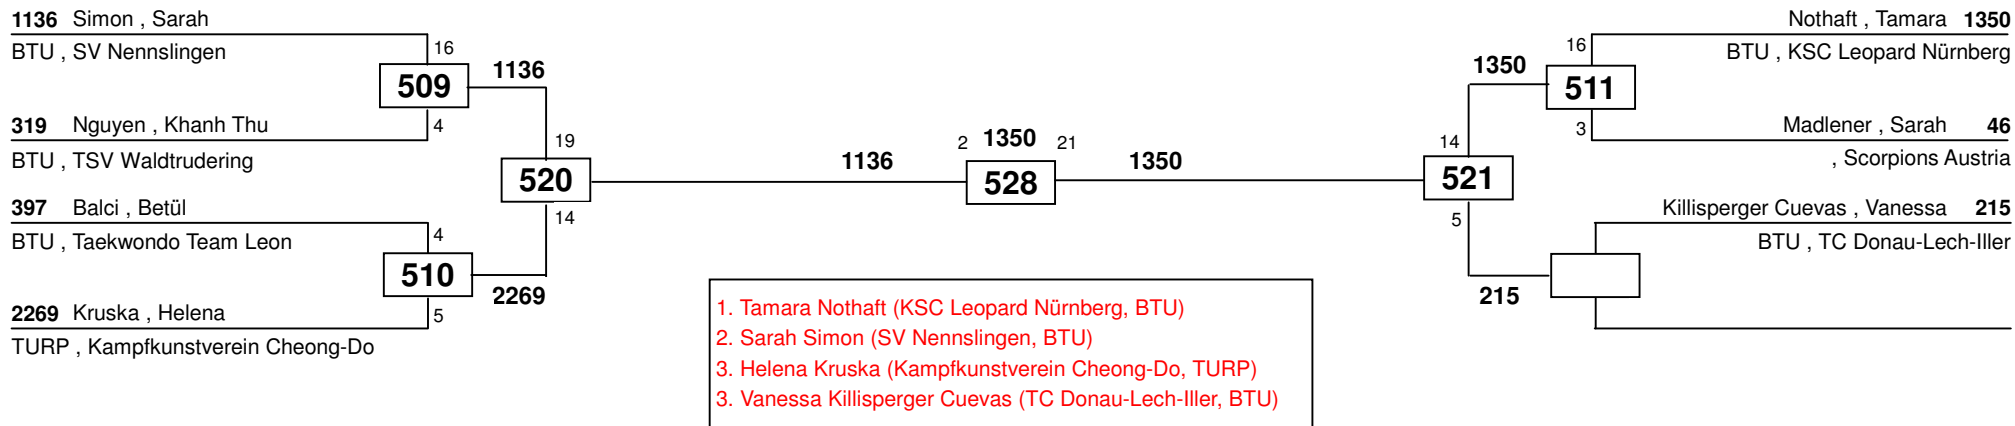 1136 Simon , Sarah
BTU , SV Nennslingen
16
509
1136
4
319 Nguyen , Khanh Thu
BTU , TSV Waldtrudering
19
520
14
1136
397 Balci , Betül
BTU , Taekwondo Team Leon
4
510
2269
5
2269 Kruska , Helena
TURP , Kampfkunstverein Cheong-Do
2 1350 21
528
1350
1. Tamara Nothaft (KSC Leopard Nürnberg, BTU)
2. Sarah Simon (SV Nennslingen, BTU)
3. Helena Kruska (Kampfkunstverein Cheong-Do, TURP)
3. Vanessa Killisperger Cuevas (TC Donau-Lech-Iller, BTU)
Nothaft , Tamara 1350
BTU , KSC Leopard Nürnberg
16
1350
511
3
Madlener , Sarah 46
, Scorpions Austria
14
521
5
Killisperger Cuevas , Vanessa 215
BTU , TC Donau-Lech-Iller
215